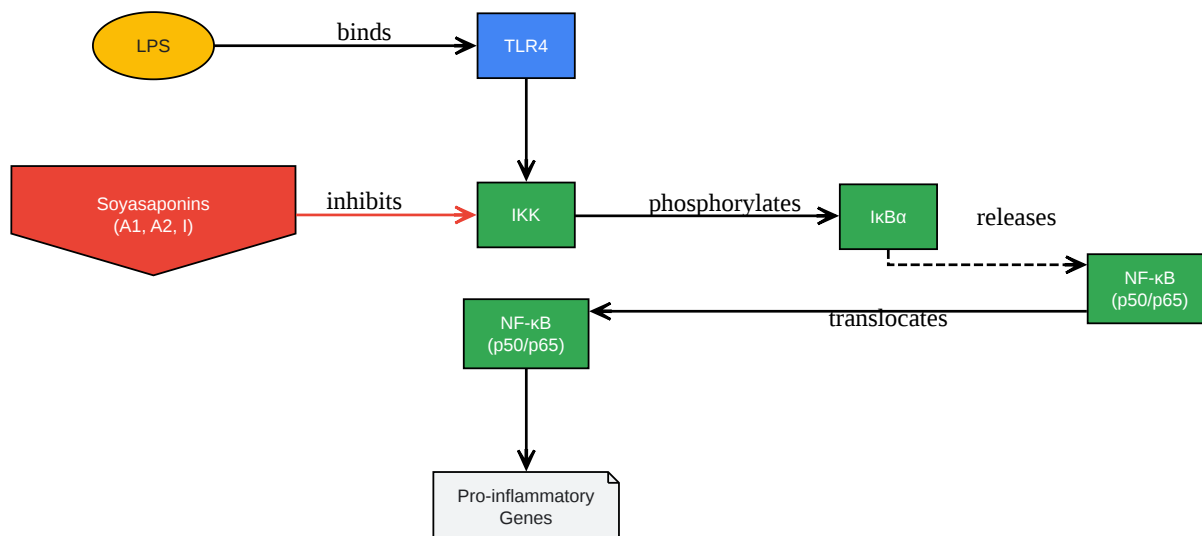 LPS
binds
TLR4
Soyasaponins
(A1, A2, I)
inhibits
IKK
phosphorylates
IκBα
releases
NF-κB
(p50/p65)
translocates
NF-κB
(p50/p65)
Pro-inflammatory
Genes